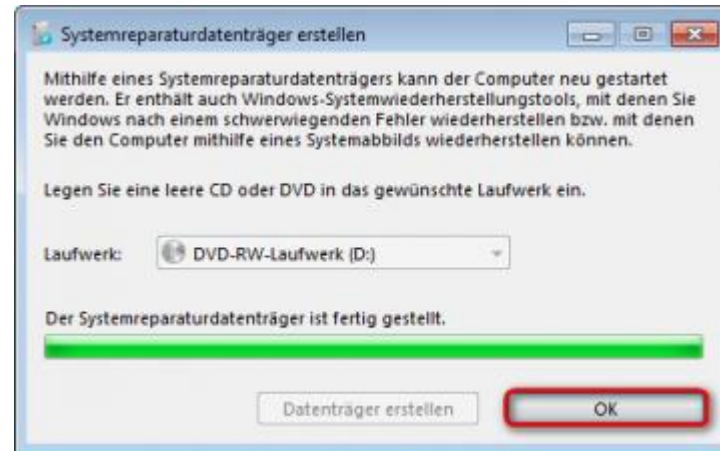 Systemreparaturdatenträger erstellen
Mithilfe eines Systemreparaturdatenträgers kann der Computer neu gestartet
werden. Er enthält auch Windows-Systemwiederherstellungstools, mit denen Sie
Windows nach einem schwerwiegenden Fehler wiederherstellen bzw. mit denen
Sie den Computer mithilfe eines Systemabbilds wiederherstellen können.
Legen Sie eine leere CD oder DVD in das gewünschte Laufwerk ein.
Laufwerk: DVD-RW-Laufwerk (D:)
Der Systemreparaturdatenträger ist fertig gestellt.
Datenträger erstellen OK